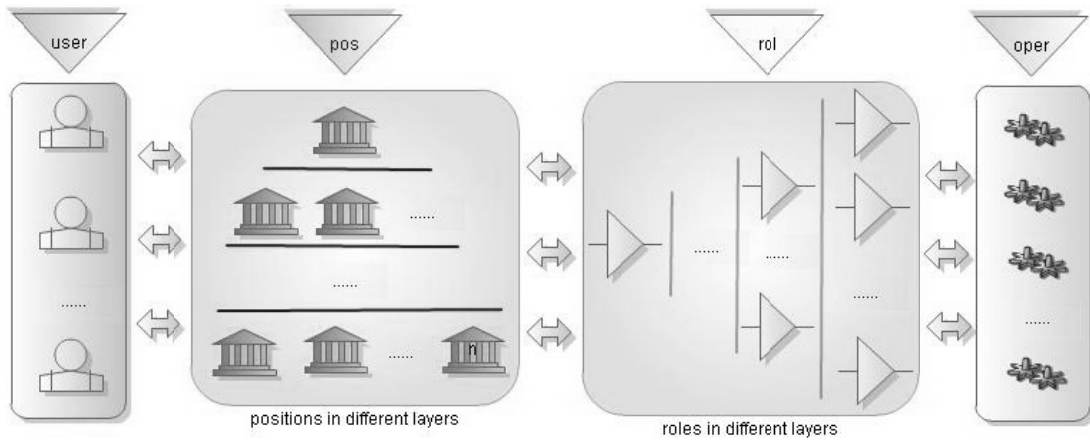 user
pos
rol
oper
......
......
......
......
......
......
......
......
......
n
positions in different layers
roles in different layers